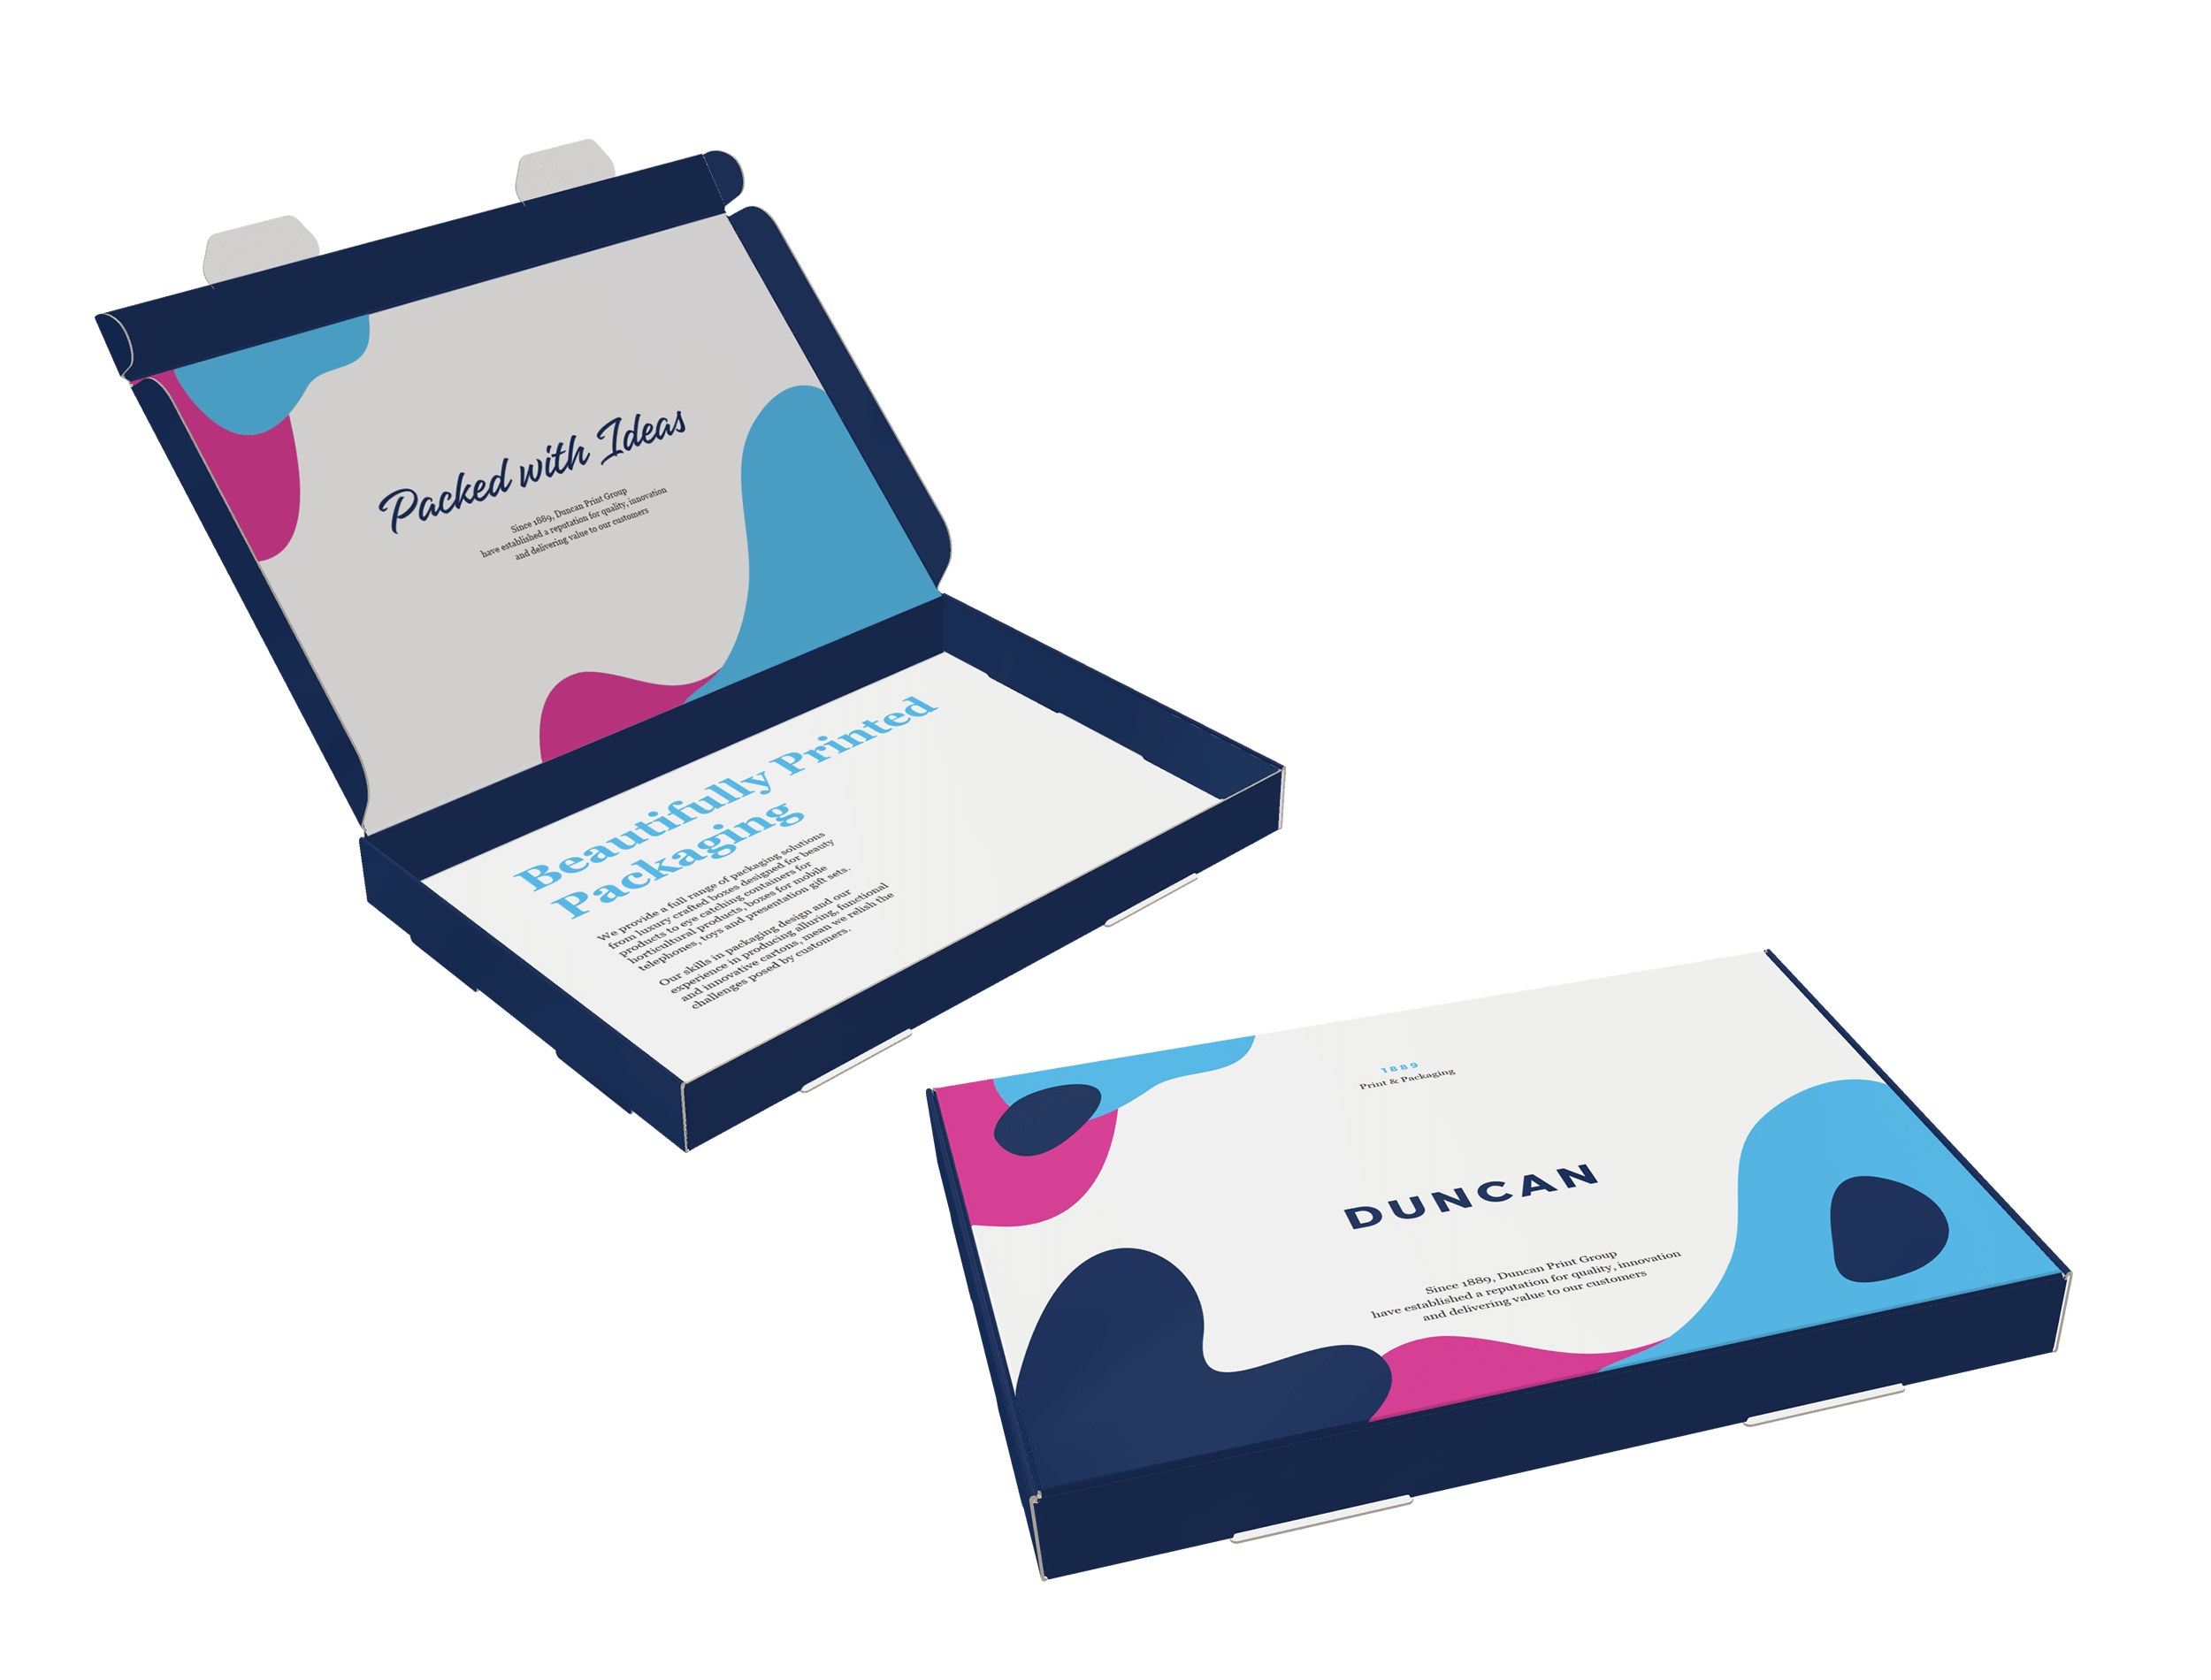 Packed with Ideas
Since 1889, Duncan Print Group
have established a reputation for quality, innovation
and delivering value to our customers
Beautifully Printed
Packaging
We provide a full range of packaging solutions
from luxury crafted boxes designed for beauty
products to eye catching containers for
horticultural products, boxes for mobile
telephones, toys and presentation gift sets.
Our skills in packaging design and our
experience in producing alluring, functional
and innovative cartons, mean we relish the
challenges posed by customers.
1889
Print & Packaging
DUNCAN
Since 1889, Duncan Print Group
have established a reputation for quality, innovation
and delivering value to our customers